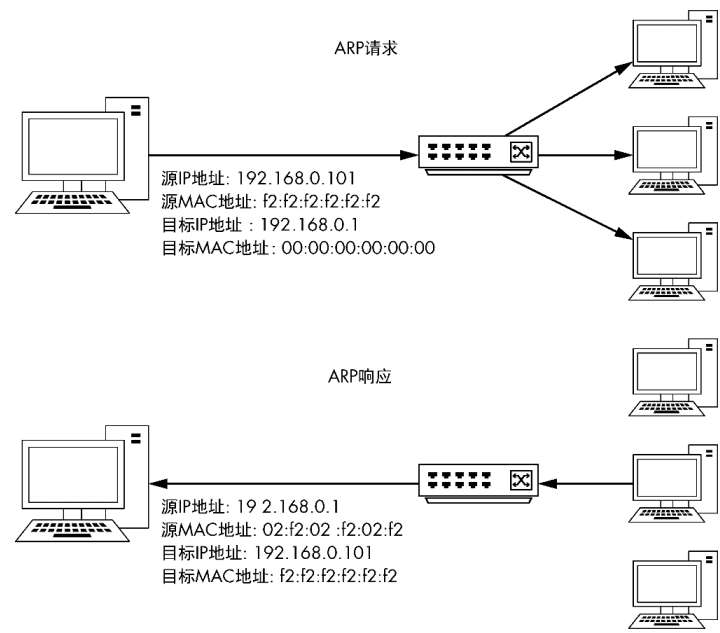 ARP请求
源IP地址: 192.168.0.101
源MAC地址: f2:f2:f2:f2:f2:f2
目标IP地址 : 192.168.0.1
目标MAC地址: 00:00:00:00:00:00
ARP响应
源IP地址: 19 2.168.0.1
源MAC地址: 02:f2:02 :f2:02:f2
目标IP地址: 192.168.0.101
目标MAC地址: f2:f2:f2:f2:f2:f2